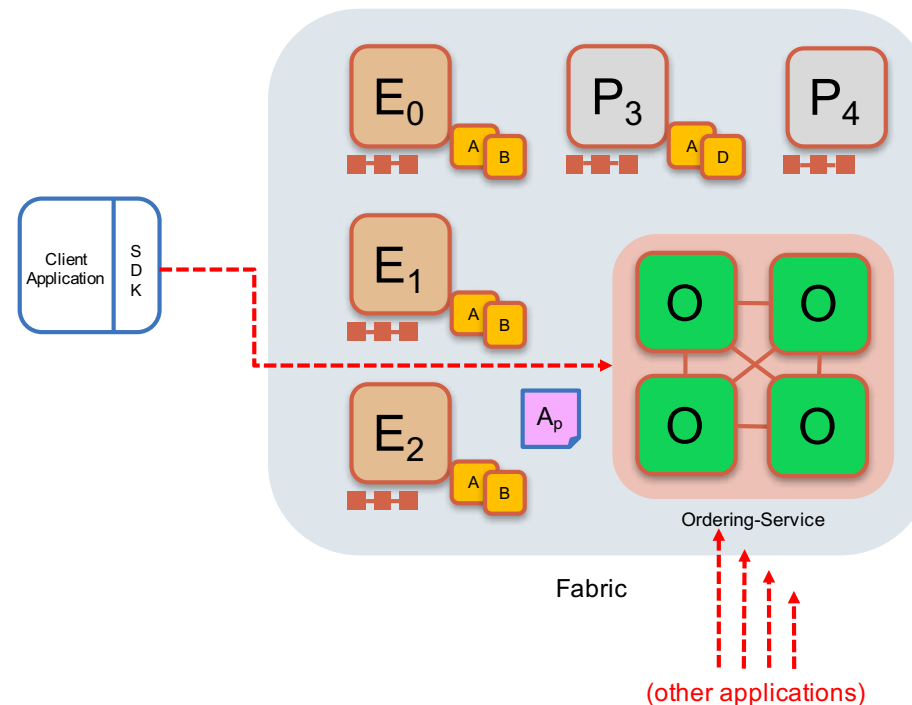 E0
A
B
P3
A
D
P4
Client
Application
S
D
K
E1
A
B
O
O
O
O
E2
A
B
Ap
Ordering-Service
Fabric
(other applications)